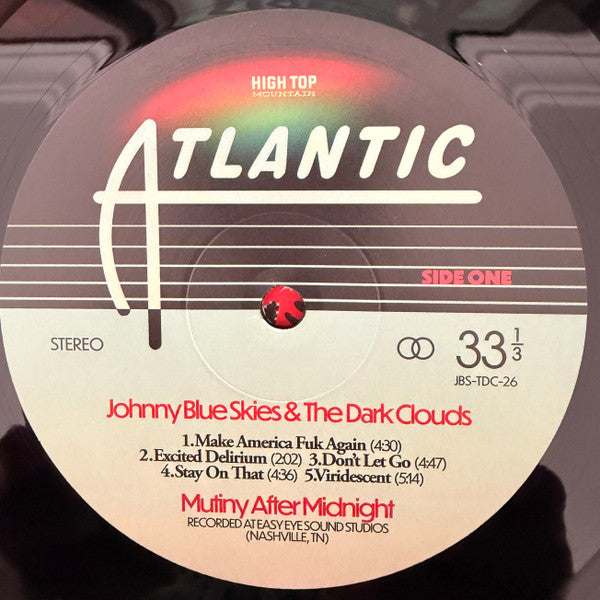 HIGH TOP
MOUNTAIN
ATLANTIC
SIDE ONE
STEREO
33 1/3
JBS-TDC-26
Johnny Blue Skies & The Dark Clouds
1.Make America Fuk Again (4:30)
2.Excited Delirium (2:02) 3.Don't Let Go (4:47)
4.Stay On That (4:36) 5.Viridescent (5:14)
Mutiny After Midnight
RECORDED AT EASY EYE SOUND STUDIOS
(NASHVILLE, TN)